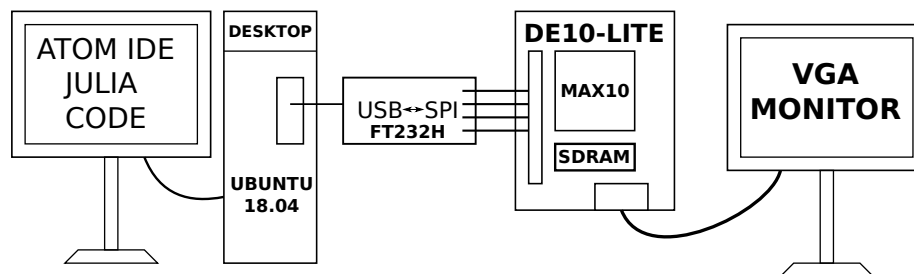 ATOM IDE
JULIA
CODE
DESKTOP
UBUNTU
18.04
USB↔SPI
FT232H
DE10-LITE
MAX10
SDRAM
VGA
MONITOR